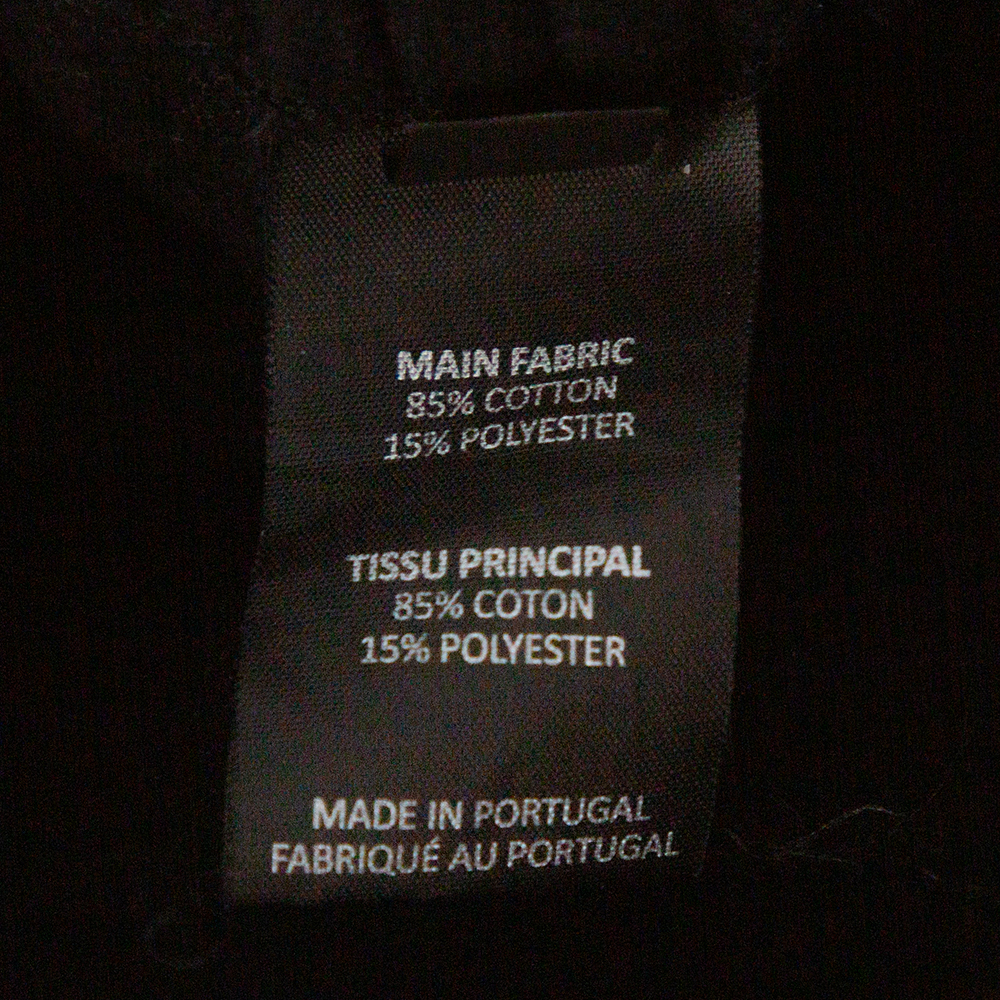 MAIN FABRIC
85% COTTON
15% POLYESTER
TISSU PRINCIPAL
85% COTON
15% POLYESTER
MADE IN PORTUGAL
FABRIQUÉ AU PORTUGAL